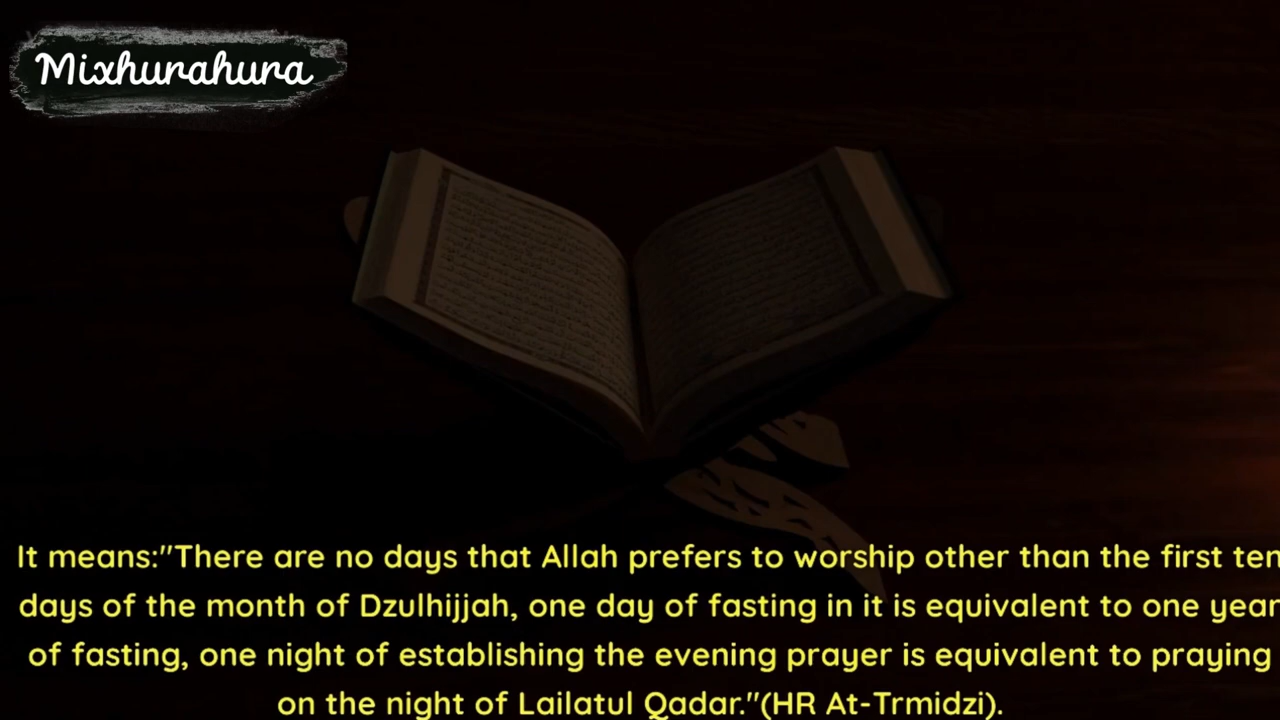 Mixhurahura
It means:"There are no days that Allah prefers to worship other than the first ten
days of the month of Dzulhijjah, one day of fasting in it is equivalent to one year
of fasting, one night of establishing the evening prayer is equivalent to praying
on the night of Lailatul Qadar."(HR At-Trmidzi).